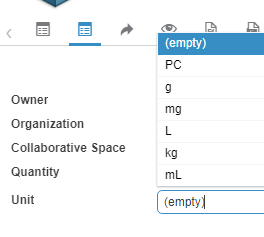 (empty)
PC
g
mg
L
kg
mL
Owner
Organization
Collaborative Space
Quantity
Unit
(empty)